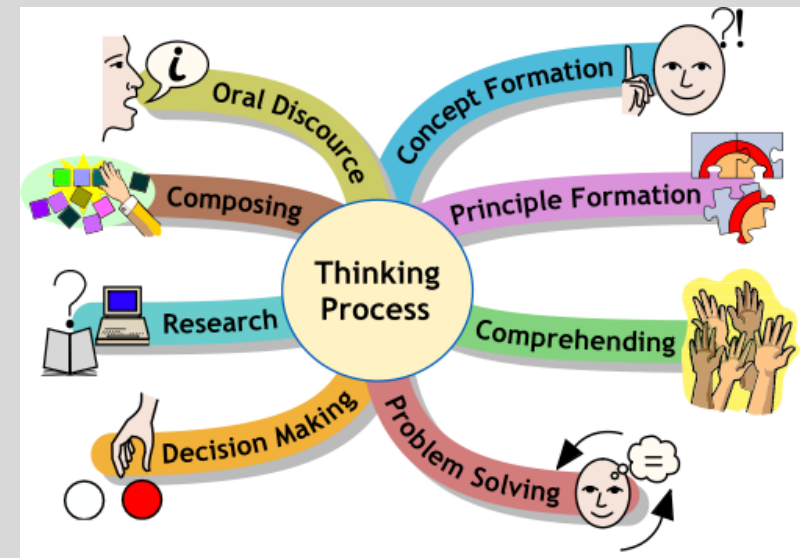 Thinking
Process
Concept Formation
Principle Formation
Comprehending
Problem Solving
Decision Making
Research
Composing
Oral Discource
i
?!
?
=